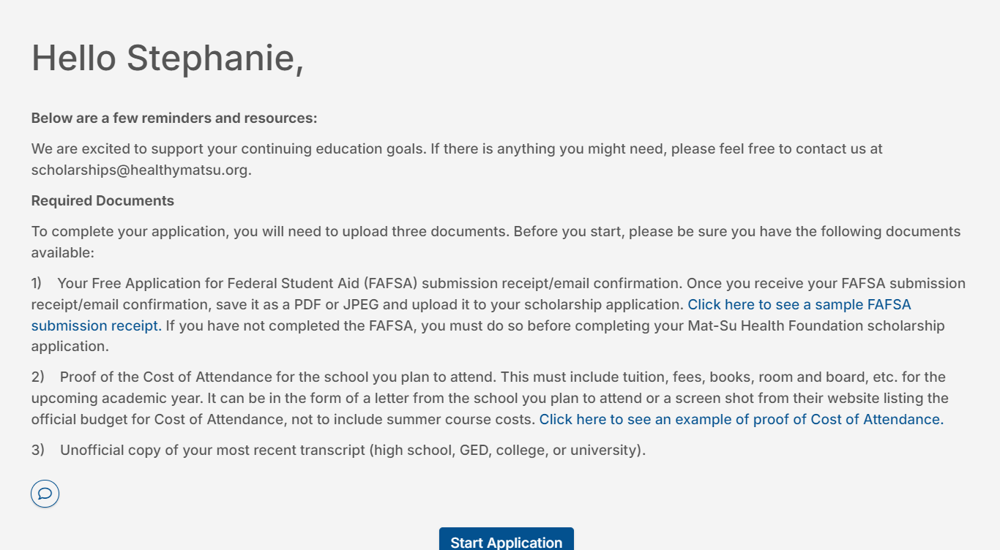 Hello Stephanie,
Below are a few reminders and resources:
We are excited to support your continuing education goals. If there is anything you might need, please feel free to contact us at
scholarships@healthymatsu.org.
Required Documents
To complete your application, you will need to upload three documents. Before you start, please be sure you have the following documents
available:
1) Your Free Application for Federal Student Aid (FAFSA) submission receipt/email confirmation. Once you receive your FAFSA submission
receipt/email confirmation, save it as a PDF or JPEG and upload it to your scholarship application. Click here to see a sample FAFSA
submission receipt. If you have not completed the FAFSA, you must do so before completing your Mat-Su Health Foundation scholarship
application.
2) Proof of the Cost of Attendance for the school you plan to attend. This must include tuition, fees, books, room and board, etc. for the
upcoming academic year. It can be in the form of a letter from the school you plan to attend or a screen shot from their website listing the
official budget for Cost of Attendance, not to include summer course costs. Click here to see an example of proof of Cost of Attendance.
3) Unofficial copy of your most recent transcript (high school, GED, college, or university).
Start Application